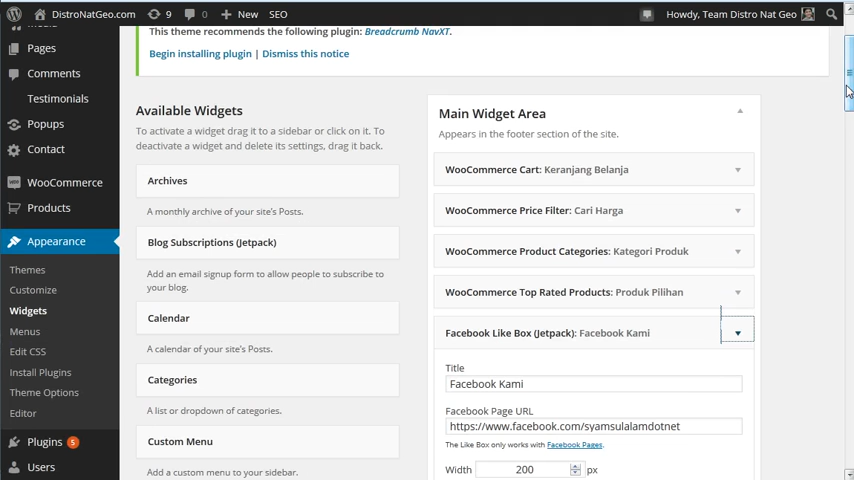 DistroNatGeo.com 9 0 New SEO Howdy, Team Distro Nat Geo
This theme recommends the following plugin: Breadcrumb NavXT.
Begin installing plugin | Dismiss this notice
Media
Pages
Comments
Testimonials
Popups
Contact
WooCommerce
Products
Appearance
Themes
Customize
Widgets
Menus
Edit CSS
Install Plugins
Theme Options
Editor
Plugins 5
Users
Available Widgets
To activate a widget drag it to a sidebar or click on it. To
deactivate a widget and delete its settings, drag it back.
Archives
A monthly archive of your site's Posts.
Blog Subscriptions (Jetpack)
Add an email signup form to allow people to subscribe to
your blog.
Calendar
A calendar of your site's Posts.
Categories
A list or dropdown of categories.
Custom Menu
Add a custom menu to your sidebar.
Main Widget Area
Appears in the footer section of the site.
WooCommerce Cart: Keranjang Belanja
WooCommerce Price Filter: Cari Harga
WooCommerce Product Categories: Kategori Produk
WooCommerce Top Rated Products: Produk Pilihan
Facebook Like Box (Jetpack): Facebook Kami
Title
Facebook Kami
Facebook Page URL
https://www.facebook.com/syamsulalamdotnet
The Like Box only works with Facebook Pages.
Width 200 px